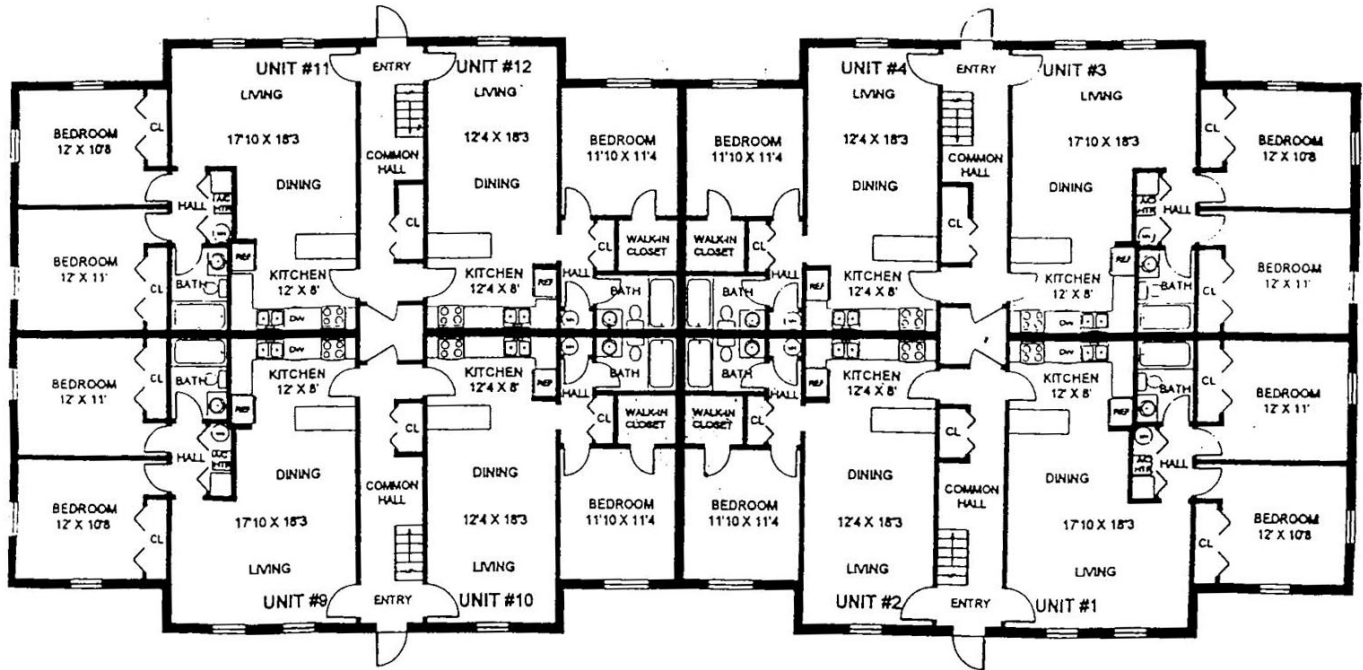 UNIT #11
ENTRY
UNIT #12
UNIT #4
ENTRY
UNIT #3
LIVING
LIVING
LIVING
LIVING
BEDROOM
12' X 10'8
CL
17'10 X 18'3
12'4 X 18'3
BEDROOM
11'10 X 11'4
BEDROOM
11'10 X 11'4
12'4 X 18'3
17'10 X 18'3
CL
BEDROOM
12' X 10'8
COMMON
HALL
COMMON
HALL
DINING
DINING
DINING
DINING
HALL
A/C
HTR
CL
CL
WALK-IN
CLOSET
WALK-IN
CLOSET
CL
CL
A/C
HTR
HALL
BEDROOM
12' X 11'
CL
BATH
REF
KITCHEN
12' X 8'
KITCHEN
12'4 X 8'
REF
HALL
BATH
BATH
HALL
REF
KITCHEN
12'4 X 8'
KITCHEN
12' X 8'
REF
BATH
CL
BEDROOM
12' X 11'
DW
DW
DW
DW
BEDROOM
12' X 11'
CL
BATH
REF
KITCHEN
12' X 8'
KITCHEN
12'4 X 8'
REF
HALL
BATH
BATH
HALL
REF
KITCHEN
12'4 X 8'
KITCHEN
12' X 8'
REF
BATH
CL
BEDROOM
12' X 11'
HALL
A/C
HTR
CL
CL
WALK-IN
CLOSET
WALK-IN
CLOSET
CL
CL
A/C
HTR
HALL
DINING
DINING
DINING
DINING
COMMON
HALL
COMMON
HALL
BEDROOM
12' X 10'8
CL
17'10 X 18'3
12'4 X 18'3
BEDROOM
11'10 X 11'4
BEDROOM
11'10 X 11'4
12'4 X 18'3
17'10 X 18'3
CL
BEDROOM
12' X 10'8
LIVING
LIVING
LIVING
LIVING
UNIT #9
ENTRY
UNIT #10
UNIT #2
ENTRY
UNIT #1